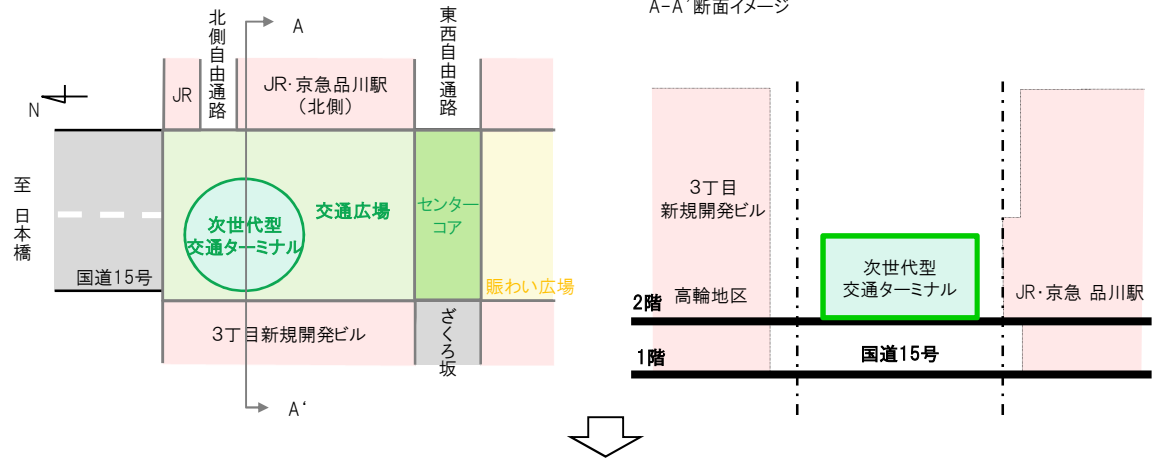 北側自由通路
A
東西自由通路
JR
JR・京急品川駅
（北側）
N
至 日本橋
次世代型
交通ターミナル
交通広場
センター
コア
国道15号
賑わい広場
3丁目新規開発ビル
ざくろ坂
A‘
A-A’断面イメージ
3丁目
新規開発ビル
次世代型
交通ターミナル
高輪地区
JR・京急 品川駅
2階
1階
国道15号